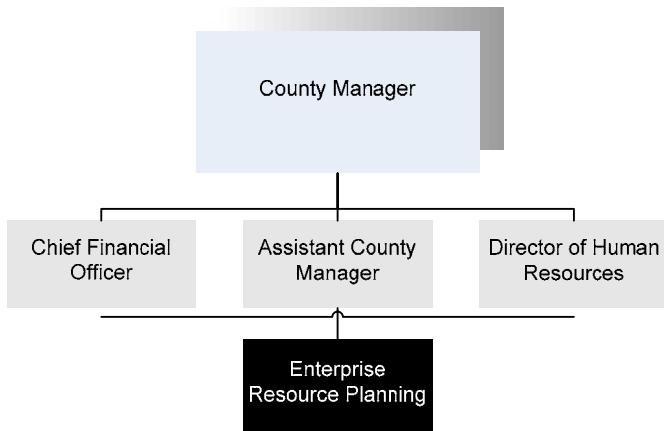 County Manager
Chief Financial
Officer
Assistant County
Manager
Director of Human
Resources
Enterprise
Resource Planning